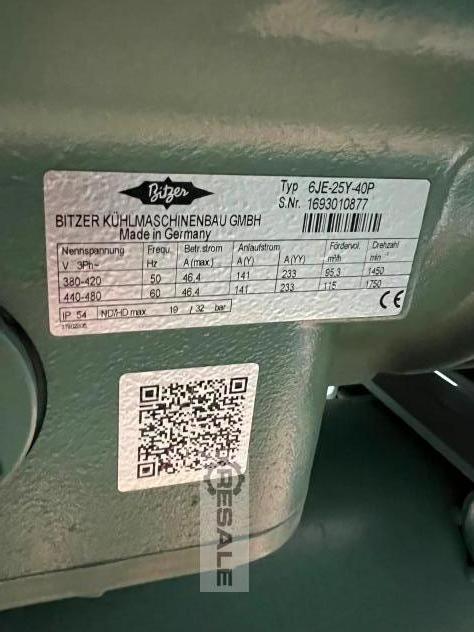 Bitzer
Typ 6JE-25Y-40P
S.Nr. 1693010877
BITZER KÜHLMASCHINENBAU GMBH
Made in Germany
Nennspannung Frequ. Betr.strom Anlaufstrom Fördervol. Drehzahl
V 3Ph~ Hz A (max.) A(Y) A(YY) m³/h min⁻¹
380-420 50 46,4 141 233 95,3 1450
440-480 60 46,4 141 233 115 1750
IP 54 ND/HD max. 19 / 32 bar
CE
RESALE